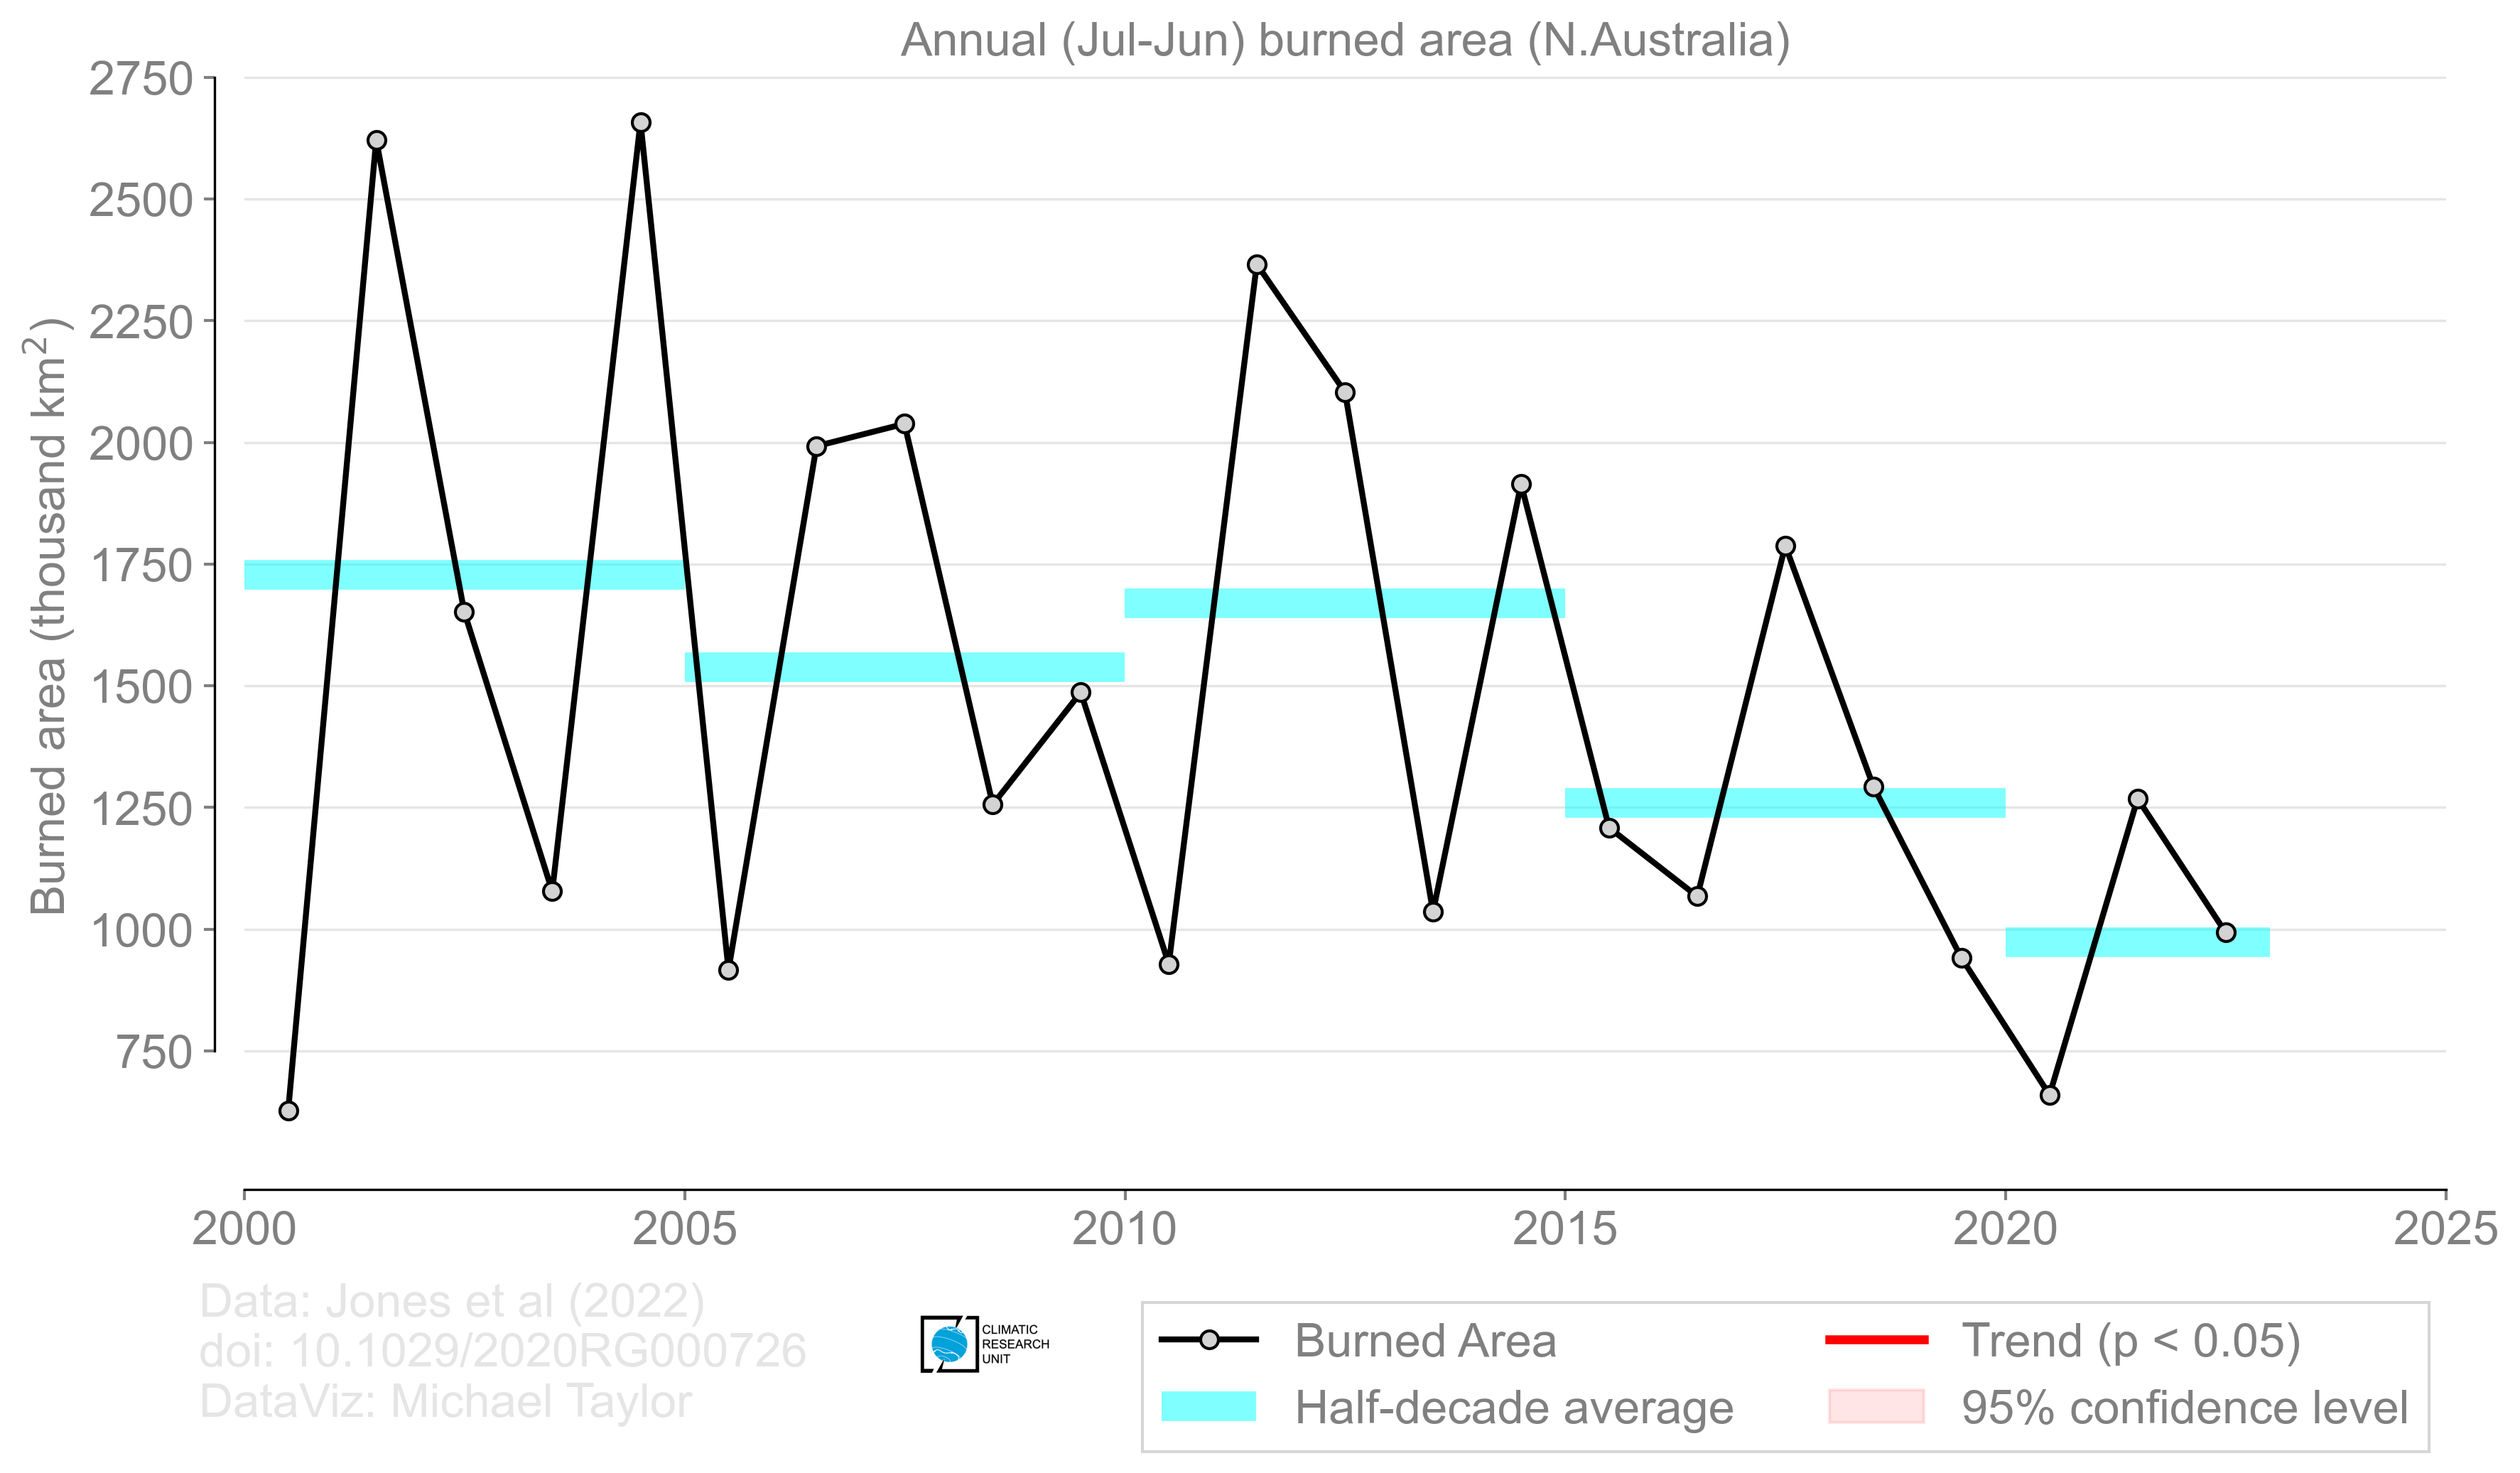 Annual (Jul-Jun) burned area (N.Australia)
Burned area (thousand km²)
2750
2500
2250
2000
1750
1500
1250
1000
750
2000 2005 2010 2015 2020 2025
Data: Jones et al (2022)
doi: 10.1029/2020RG000726
DataViz: Michael Taylor
CLIMATIC
RESEARCH
UNIT
Burned Area
Half-decade average
Trend (p < 0.05)
95% confidence level